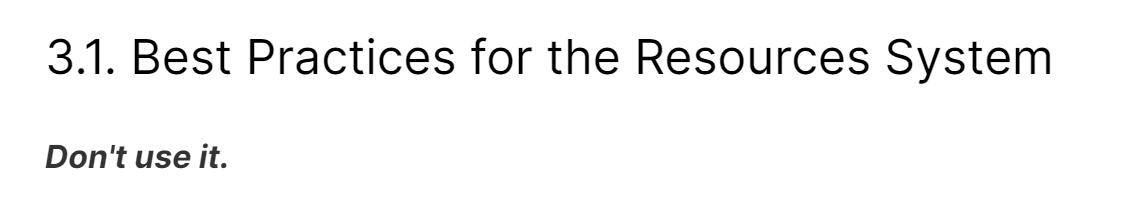 3.1. Best Practices for the Resources System
Don't use it.